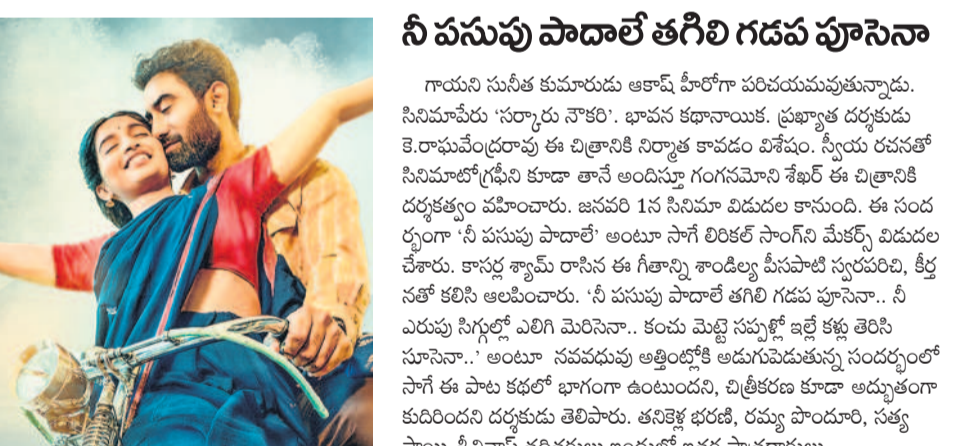 నీ పసుపు పాదాలే తగిలి గడప పూసెనా
గాయని సునీత కుమారుడు ఆకాష్ హీరోగా పరిచయమవుతున్నాడు.
సినిమాపేరు ‘సర్కారు నౌకరి’. భావన కథానాయిక. ప్రఖ్యాత దర్శకుడు
కె.రాఘవేంద్రరావు ఈ చిత్రానికి నిర్మాత కావడం విశేషం. స్వీయ రచనతో
సినిమాటోగ్రఫీని కూడా తానే అందిస్తూ గంగనమోని శేఖర్ ఈ చిత్రానికి
దర్శకత్వం వహించారు. జనవరి 1న సినిమా విడుదల కానుంది. ఈ సంద
ర్భంగా ‘నీ పసుపు పాదాలే’ అంటూ సాగే లిరికల్ సాంగ్‌ని మేకర్స్ విడుదల
చేశారు. కాసర్ల శ్యామ్ రాసిన ఈ గీతాన్ని శాండిల్య పీసపాటి స్వరపరిచి, కీర్త
నతో కలిసి ఆలపించారు. ‘నీ పసుపు పాదాలే తగిలి గడప పూసెనా.. నీ
ఎరుపు సిగ్గుల్లో ఎలిగి మెరిసెనా.. కంచు మెట్టె సప్పళ్లో ఇల్లే కళ్లు తెరిసి
సూసెనా..’ అంటూ నవవధువు అత్తింట్లోకి అడుగుపెడుతున్న సందర్భంలో
సాగే ఈ పాట కథలో భాగంగా ఉంటుందని, చిత్రీకరణ కూడా అద్భుతంగా
కుదిరిందని దర్శకుడు తెలిపారు. తనికెళ్ల భరణి, రమ్య పొందూరి, సత్య